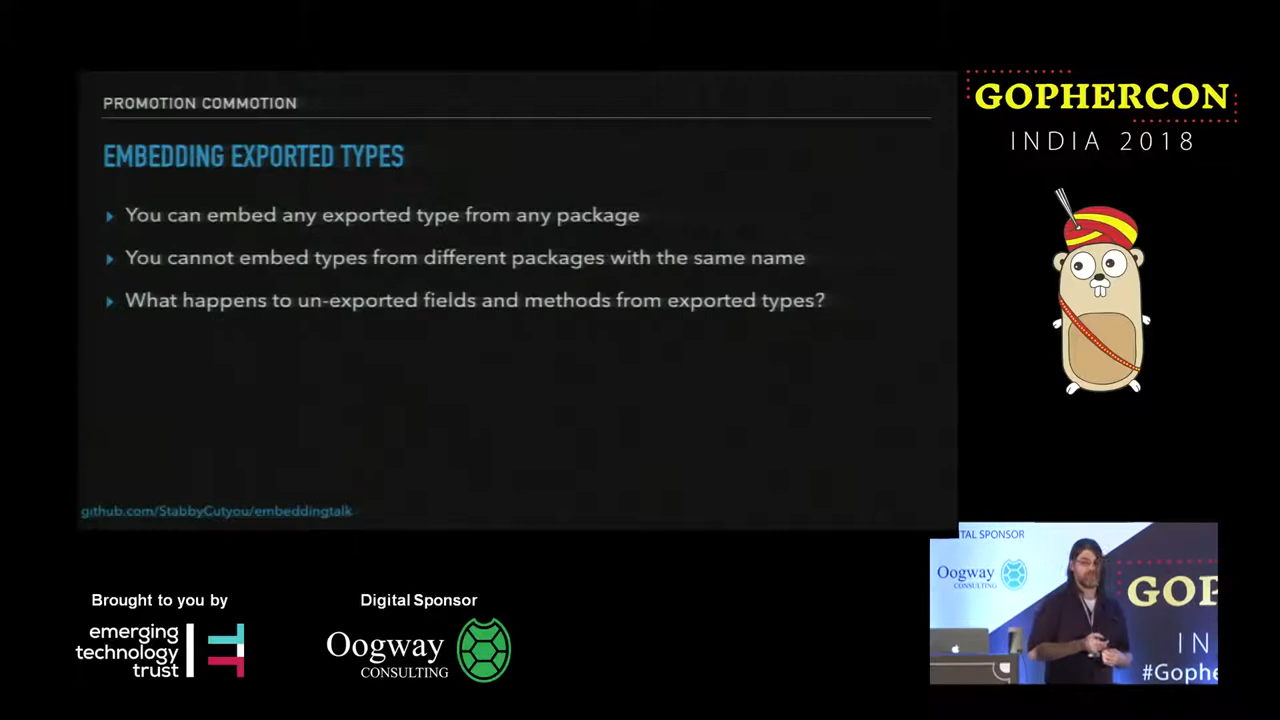 PROMOTION COMMOTION
EMBEDDING EXPORTED TYPES
You can embed any exported type from any package
You cannot embed types from different packages with the same name
What happens to un-exported fields and methods from exported types?
github.com/StabbyCutyou/embeddingtalk
GOPHERCON
INDIA 2018
Brought to you by
emerging
technology
trust
Digital Sponsor
Oogway
CONSULTING
TAL SPONSOR
Oogway
CONSULTING
GOP
IN
#Gophe